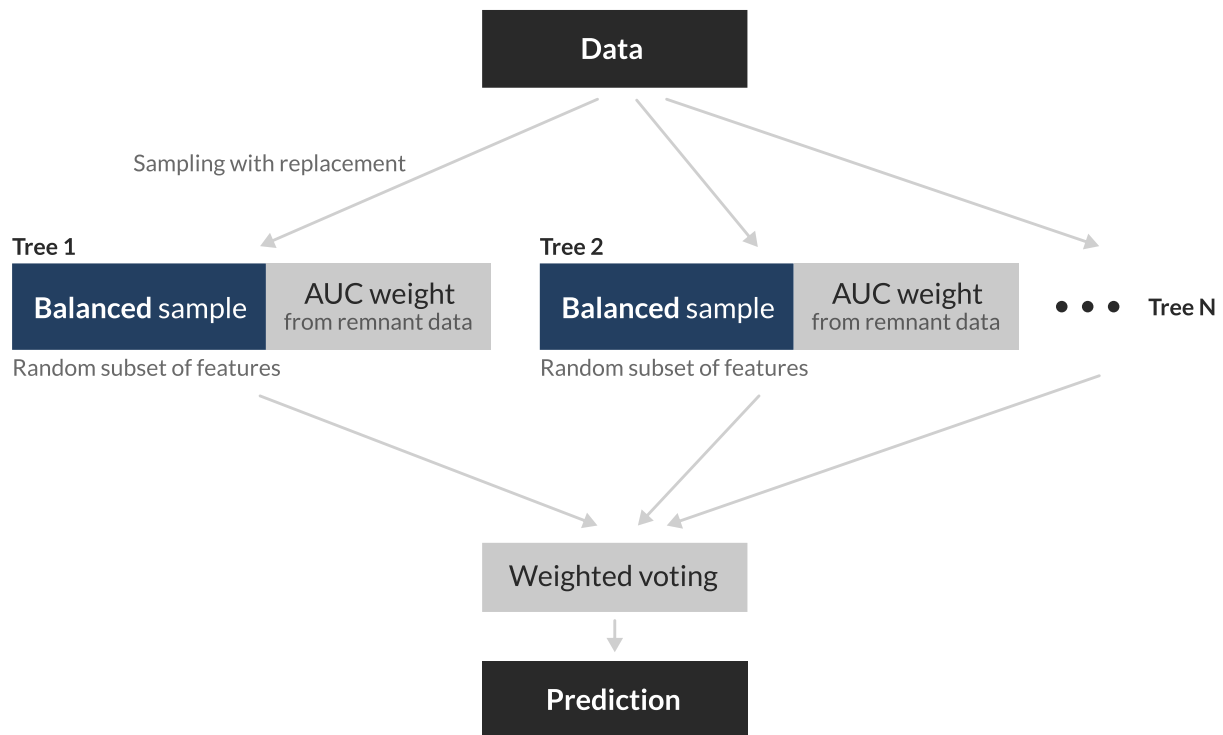 Data
Sampling with replacement
Tree 1
Balanced sample
AUC weight
from remnant data
Random subset of features
Tree 2
Balanced sample
AUC weight
from remnant data
Random subset of features
Tree N
Weighted voting
Prediction